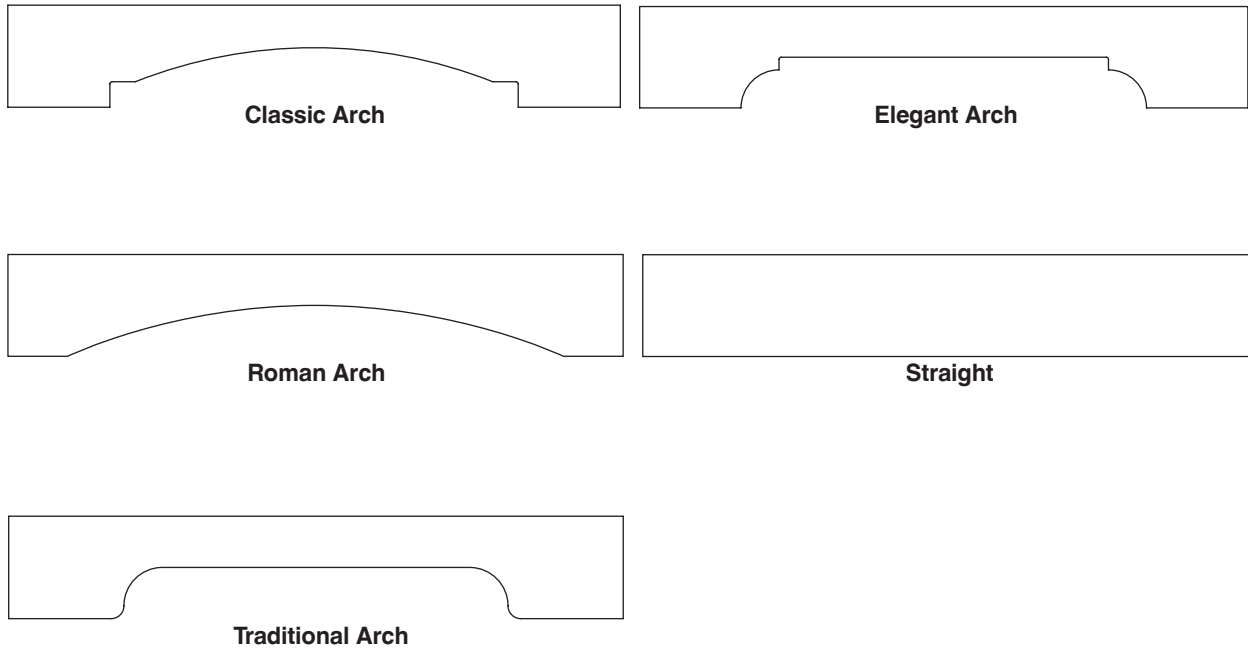 Classic Arch
Elegant Arch
Roman Arch
Straight
Traditional Arch